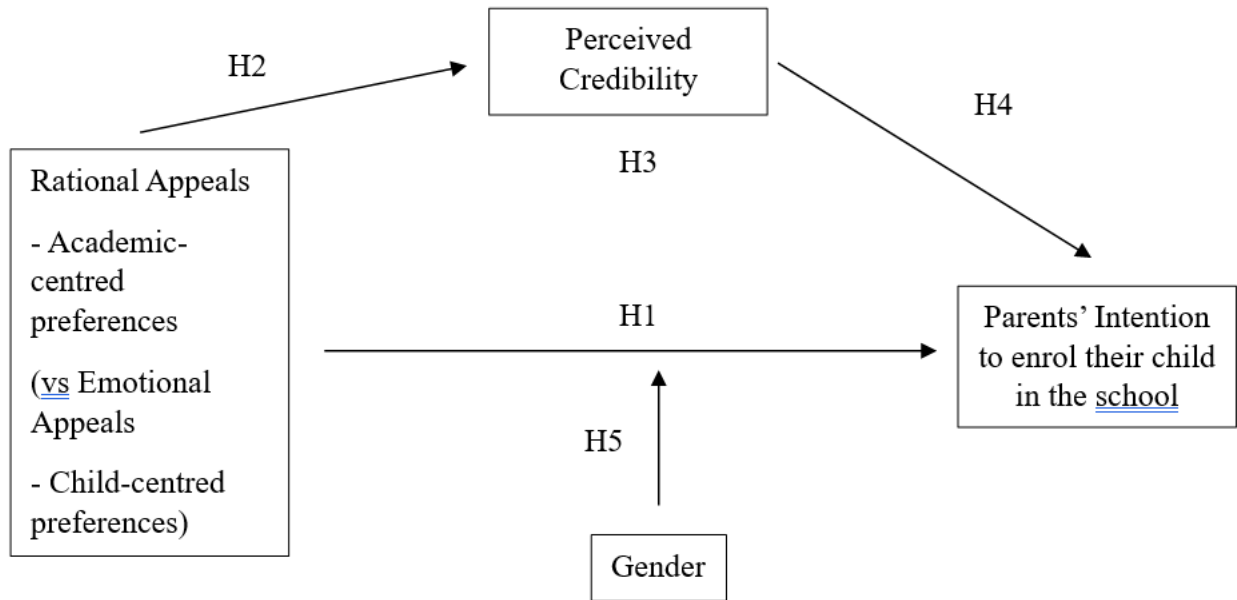 Perceived
Credibility
H2
H4
H3
Rational Appeals
- Academic-
centred
preferences
(vs Emotional
Appeals
- Child-centred
preferences)
H1
Parents’ Intention
to enrol their child
in the school
H5
Gender